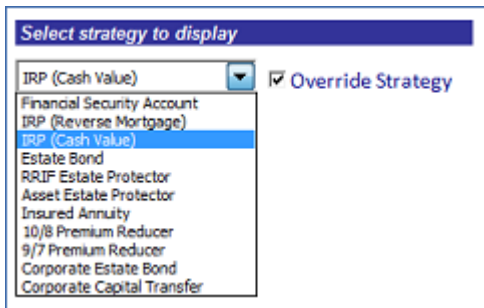 Select strategy to display
IRP (Cash Value) Override Strategy
Financial Security Account
IRP (Reverse Mortgage)
IRP (Cash Value)
Estate Bond
RRIF Estate Protector
Asset Estate Protector
Insured Annuity
10/8 Premium Reducer
9/7 Premium Reducer
Corporate Estate Bond
Corporate Capital Transfer